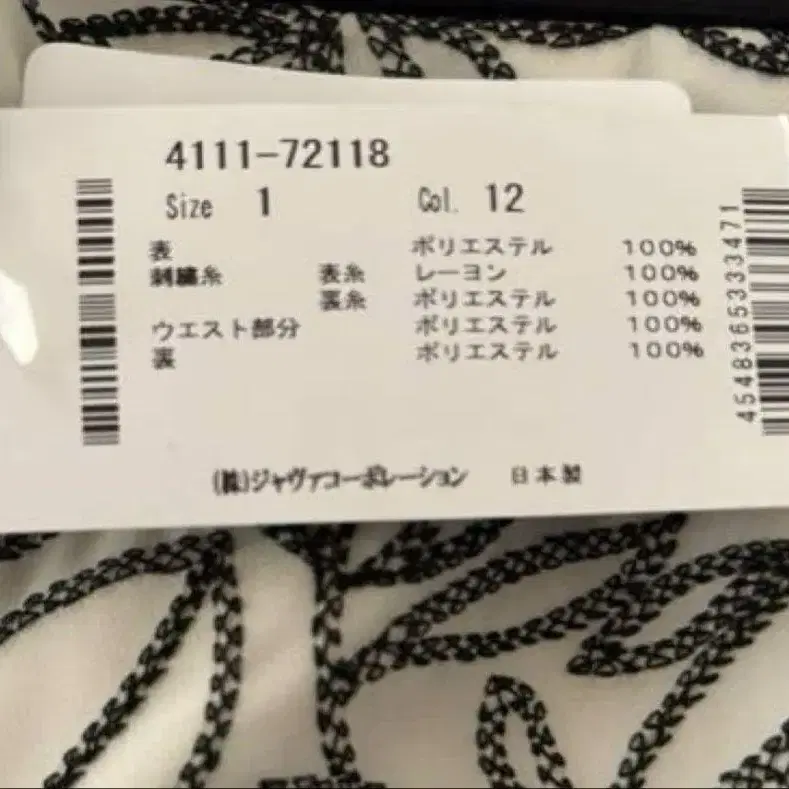 4111-72118
Size 1 Col. 12
表 ポリエステル 100%
刺繍糸 表糸 レーヨン 100%
裏糸 ポリエステル 100%
ウエスト部分 ポリエステル 100%
裏 ポリエステル 100%
(株)ジャヴァコーポレーション 日本製
4548365333471